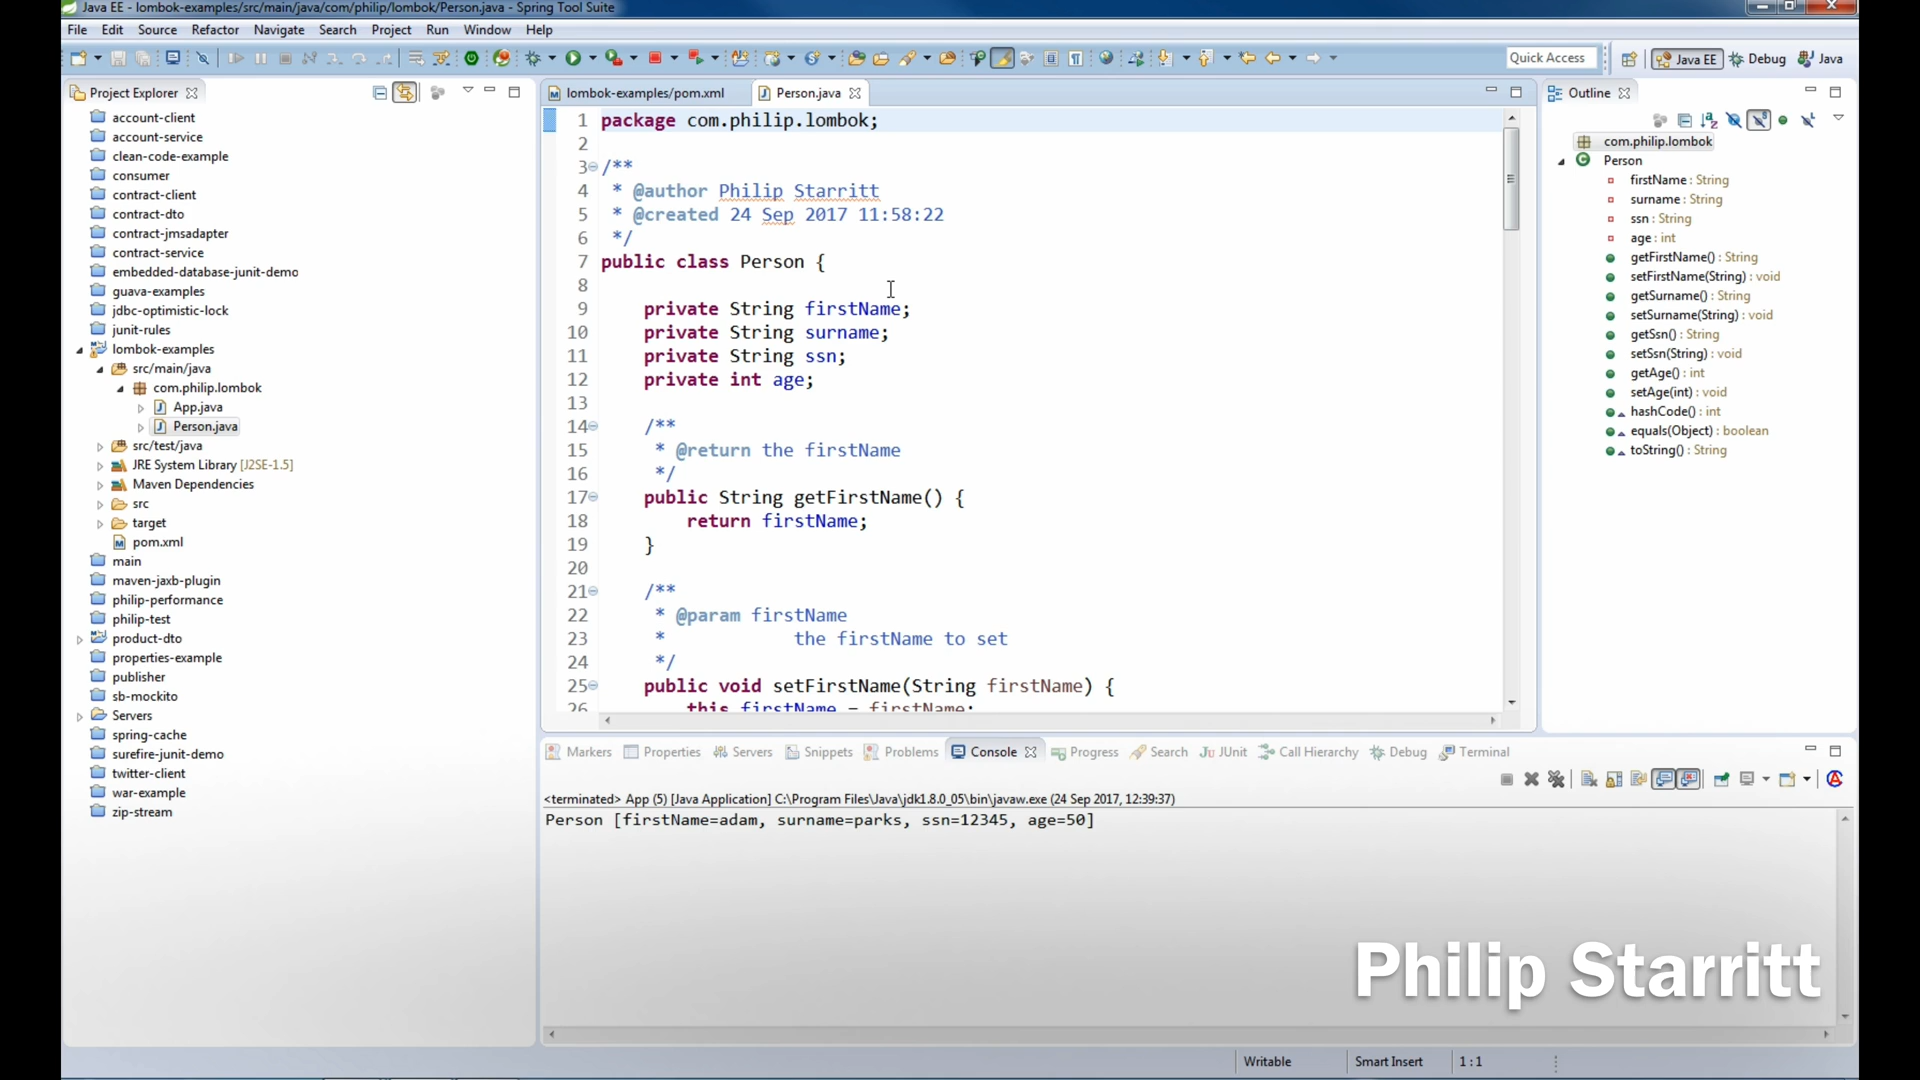 Java EE - lombok-examples/src/main/java/com/philip/lombok/Person.java - Spring Tool Suite
File Edit Source Refactor Navigate Search Project Run Window Help
Quick Access Java EE Debug Java
Project Explorer
account-client
account-service
clean-code-example
consumer
contract-client
contract-dto
contract-jmsadapter
contract-service
embedded-database-junit-demo
guava-examples
jdbc-optimistic-lock
junit-rules
lombok-examples
src/main/java
com.philip.lombok
App.java
Person.java
src/test/java
JRE System Library [J2SE-1.5]
Maven Dependencies
src
target
pom.xml
main
maven-jaxb-plugin
philip-performance
philip-test
product-dto
properties-example
publisher
sb-mockito
Servers
spring-cache
surefire-junit-demo
twitter-client
war-example
zip-stream
lombok-examples/pom.xml Person.java
1 package com.philip.lombok;
2
3 /**
4 * @author Philip Starritt
5 * @created 24 Sep 2017 11:58:22
6 */
7 public class Person {
8
9 private String firstName;
10 private String surname;
11 private String ssn;
12 private int age;
13
14 /**
15 * @return the firstName
16 */
17 public String getFirstName() {
18 return firstName;
19 }
20
21 /**
22 * @param firstName
23 * the firstName to set
24 */
25 public void setFirstName(String firstName) {
26 this.firstName = firstName;
Outline
com.philip.lombok
Person
firstName : String
surname : String
ssn : String
age : int
getFirstName() : String
setFirstName(String) : void
getSurname() : String
setSurname(String) : void
getSsn() : String
setSsn(String) : void
getAge() : int
setAge(int) : void
hashCode() : int
equals(Object) : boolean
toString() : String
Markers Properties Servers Snippets Problems Console Progress Search JUnit Call Hierarchy Debug Terminal
<terminated> App (5) [Java Application] C:\Program Files\Java\jdk1.8.0_05\bin\javaw.exe (24 Sep 2017, 12:39:37)
Person [firstName=adam, surname=parks, ssn=12345, age=50]
Philip Starritt
Writable Smart Insert 1 : 1